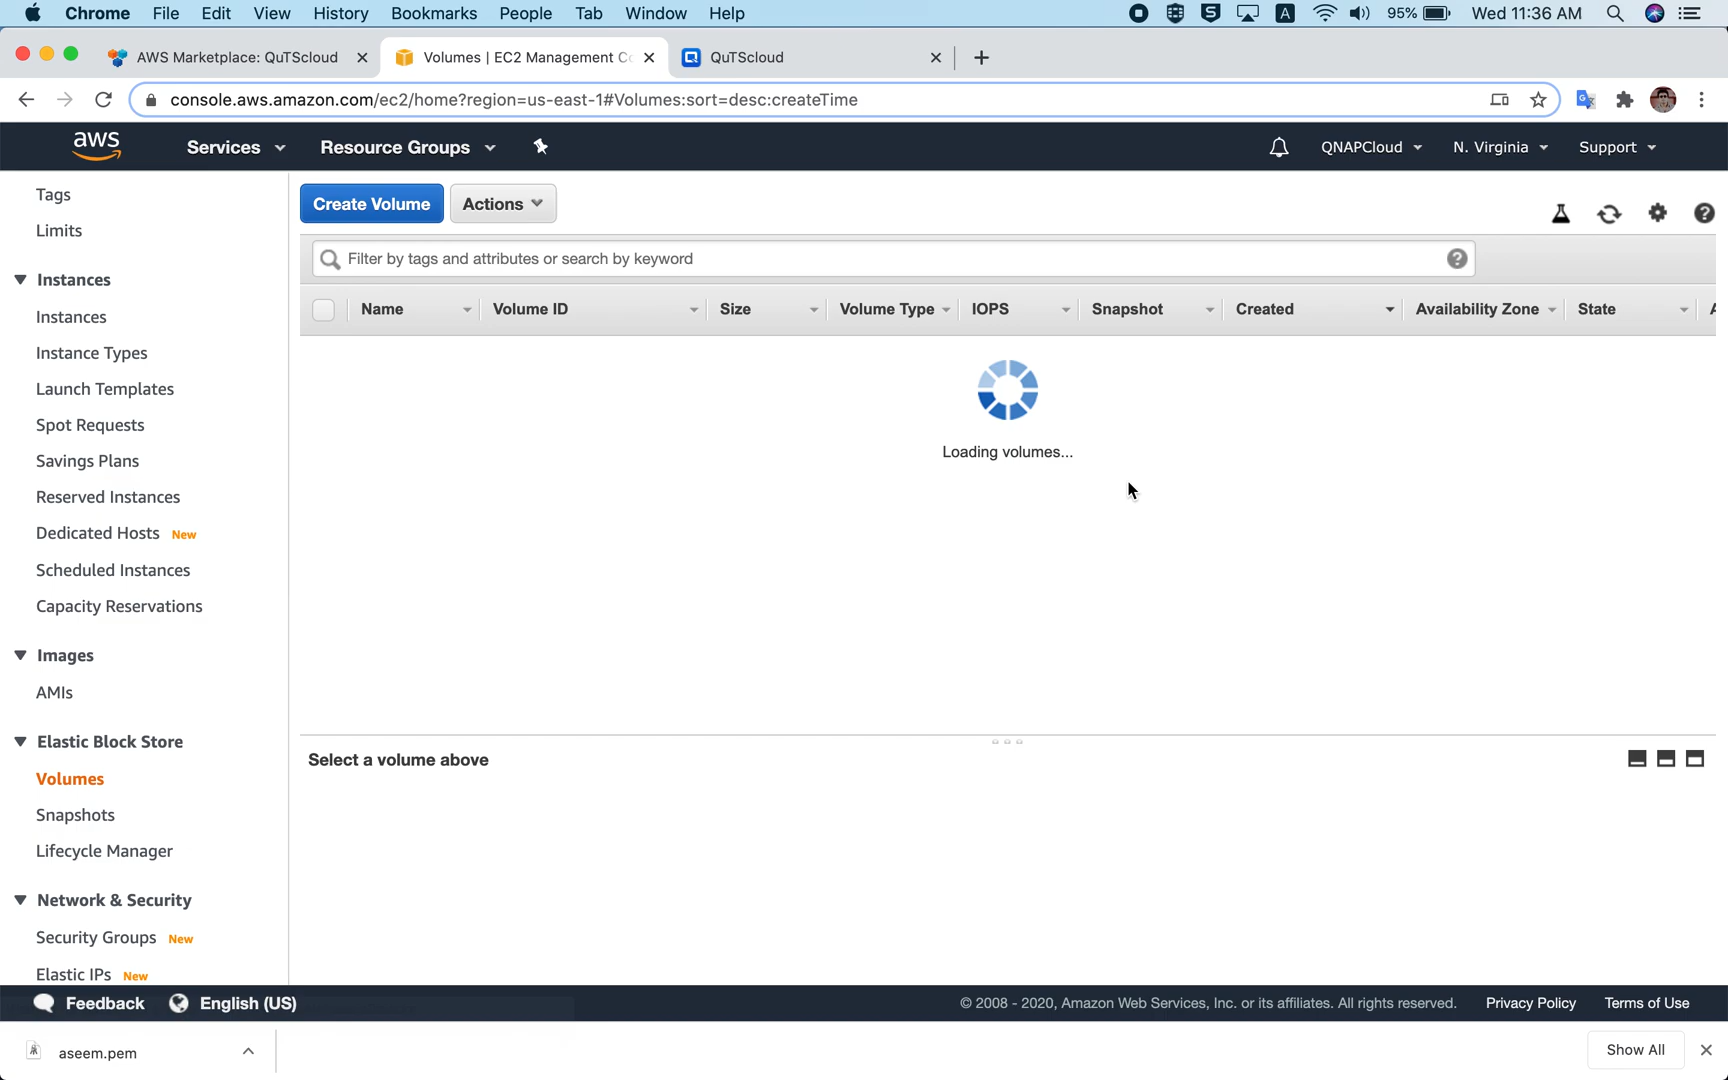 Chrome File Edit View History Bookmarks People Tab Window Help
S A 95% Wed 11:36 AM
AWS Marketplace: QuTScloud
Volumes | EC2 Management C
QuTScloud
console.aws.amazon.com/ec2/home?region=us-east-1#Volumes:sort=desc:createTime
aws Services Resource Groups QNAPCloud N. Virginia Support
Tags
Limits
Instances
Instances
Instance Types
Launch Templates
Spot Requests
Savings Plans
Reserved Instances
Dedicated Hosts New
Scheduled Instances
Capacity Reservations
Images
AMIs
Elastic Block Store
Volumes
Snapshots
Lifecycle Manager
Network & Security
Security Groups New
Elastic IPs New
Create Volume Actions
Filter by tags and attributes or search by keyword
Name Volume ID Size Volume Type IOPS Snapshot Created Availability Zone State
Loading volumes...
Select a volume above
Feedback English (US) © 2008 - 2020, Amazon Web Services, Inc. or its affiliates. All rights reserved. Privacy Policy Terms of Use
aseem.pem Show All